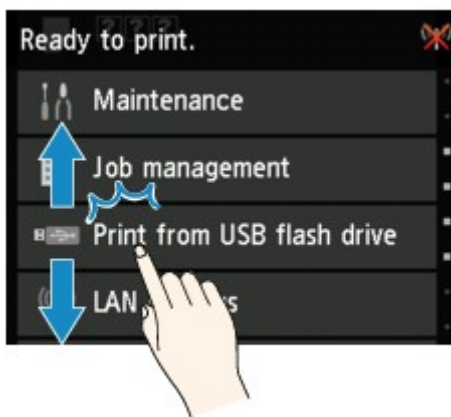 Ready to print.
Maintenance
Job management
Print from USB flash drive
LAN